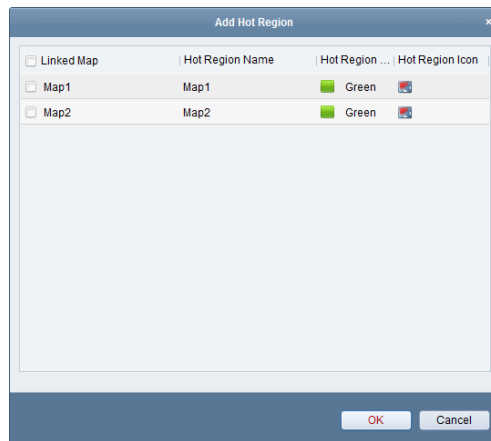 Add Hot Region
Linked Map Hot Region Name Hot Region ... Hot Region Icon
Map1 Map1 Green
Map2 Map2 Green
OK Cancel